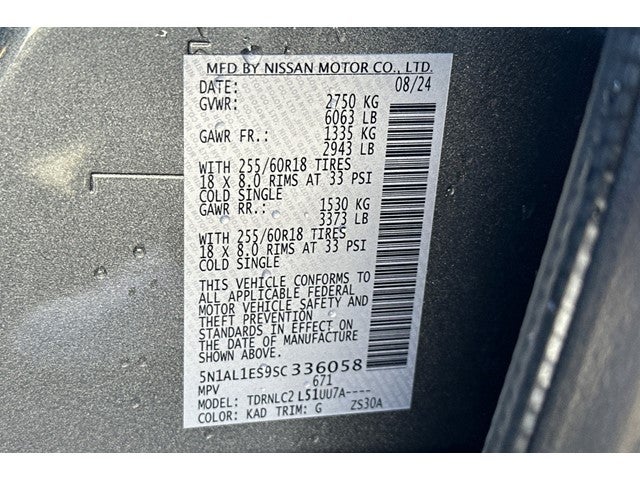 MFD BY NISSAN MOTOR CO., LTD.
DATE: 08/24
GVWR: 2750 KG
6063 LB
GAWR FR.: 1335 KG
2943 LB
WITH 255/60R18 TIRES
18 X 8.0 RIMS AT 33 PSI
COLD SINGLE
GAWR RR.: 1530 KG
3373 LB
WITH 255/60R18 TIRES
18 X 8.0 RIMS AT 33 PSI
COLD SINGLE
THIS VEHICLE CONFORMS TO
ALL APPLICABLE FEDERAL
MOTOR VEHICLE SAFETY AND
THEFT PREVENTION
STANDARDS IN EFFECT ON
THE DATE OF MANUFACTURE
SHOWN ABOVE.
5N1AL1ES9SC336058
MPV 671
MODEL: TDRNLC2 L51UU7A----
COLOR: KAD TRIM: G ZS30A